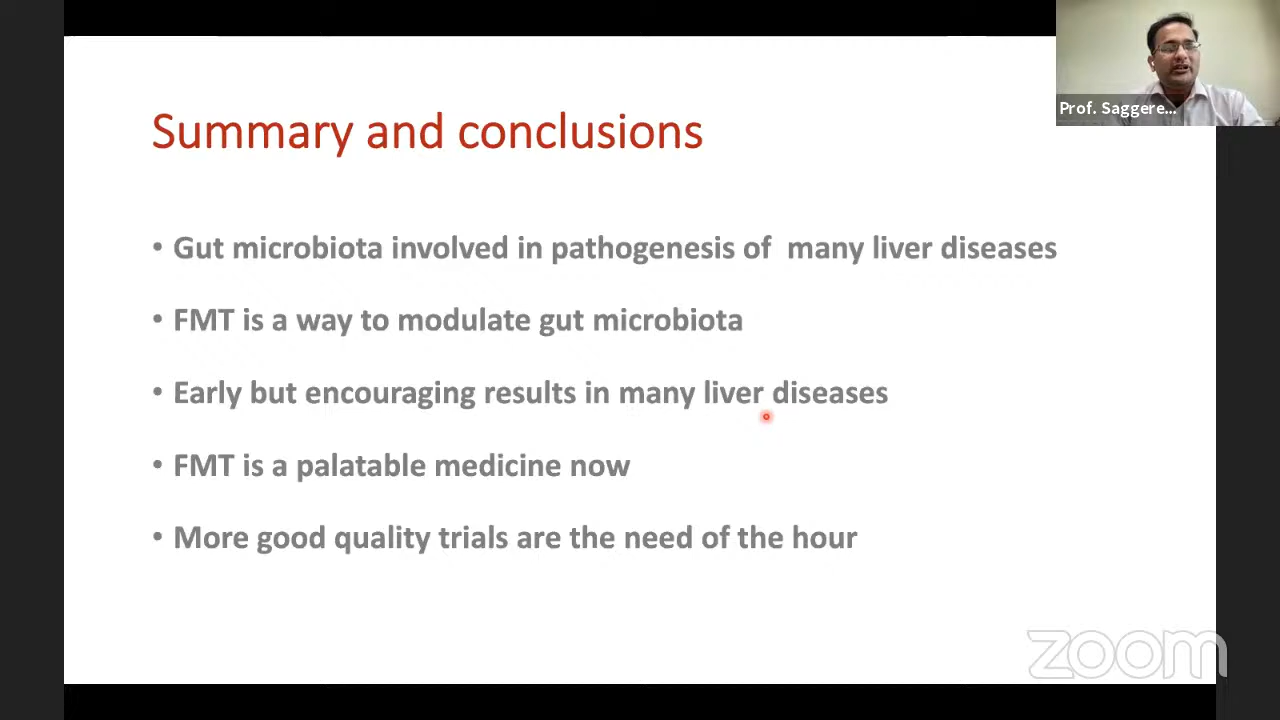 Prof. Saggere...
Summary and conclusions
• Gut microbiota involved in pathogenesis of  many liver diseases
• FMT is a way to modulate gut microbiota
• Early but encouraging results in many liver diseases
• FMT is a palatable medicine now
• More good quality trials are the need of the hour
zoom